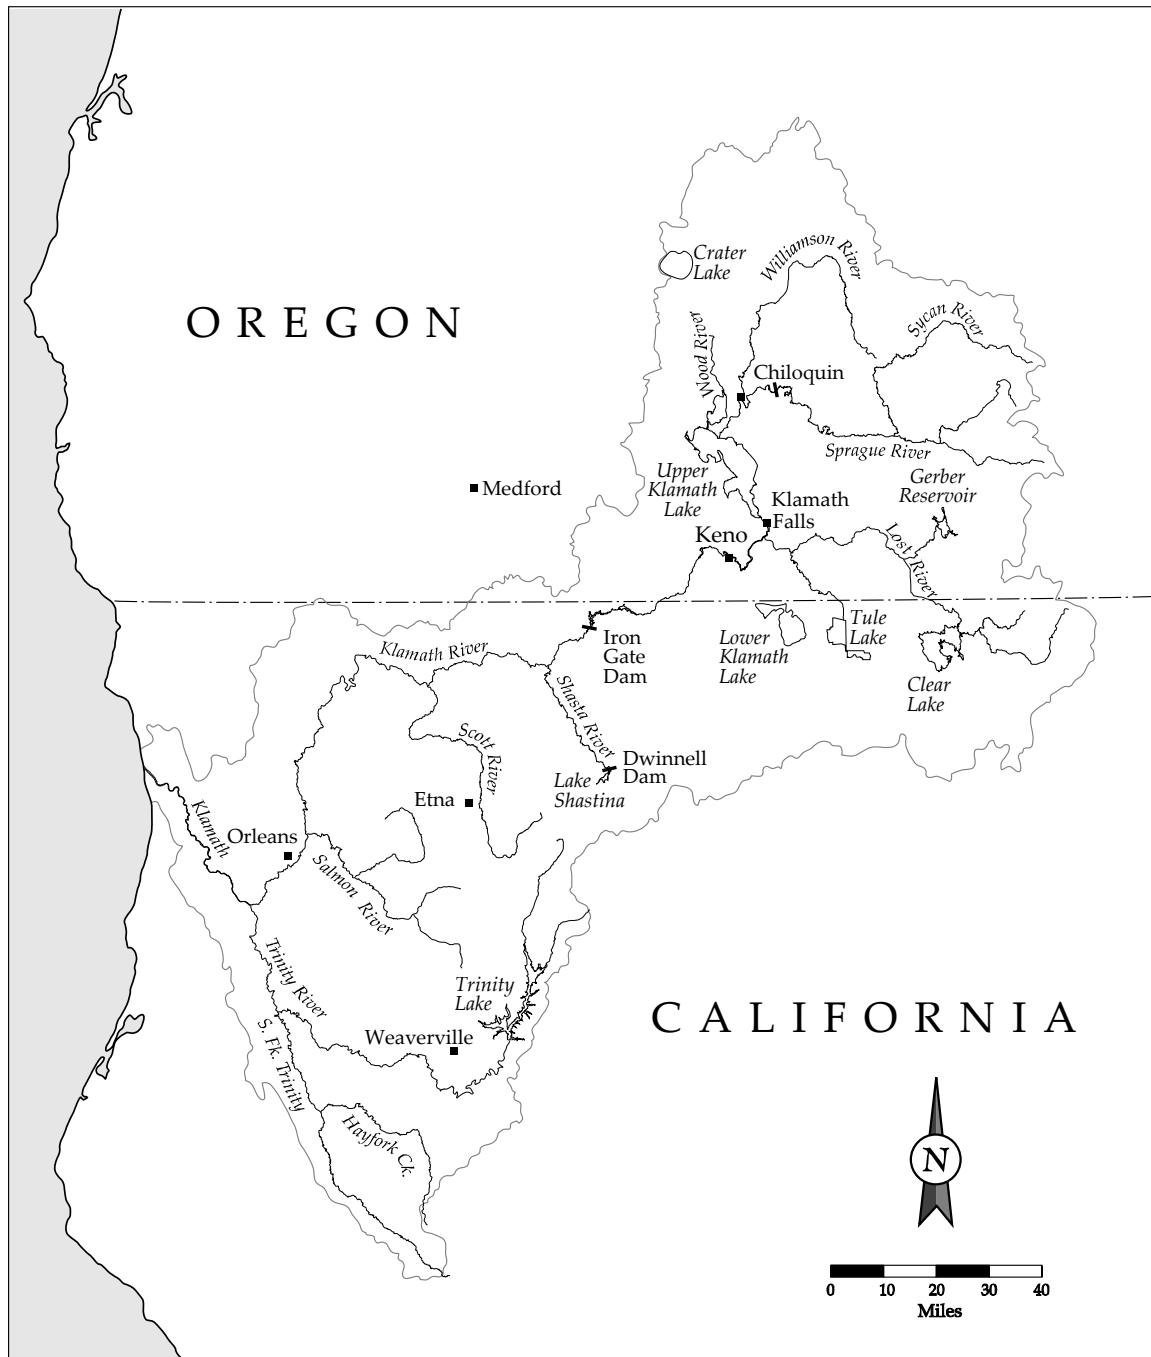 Crater
Lake
Williamson River
Sycan River
OREGON
Wood River
Chiloquin
Sprague River
Upper
Klamath
Lake
Gerber
Reservoir
Medford
Klamath
Falls
Keno
Lost River
Iron
Gate
Dam
Lower
Klamath
Lake
Tule
Lake
Clear
Lake
Klamath River
Shasta River
Scott River
Dwinnell
Dam
Lake
Shastina
Etna
Klamath
Orleans
Salmon River
Trinity River
Trinity
Lake
CALIFORNIA
Weaverville
S. Fk. Trinity
Hayfork Ck.
N
0 10 20 30 40
Miles